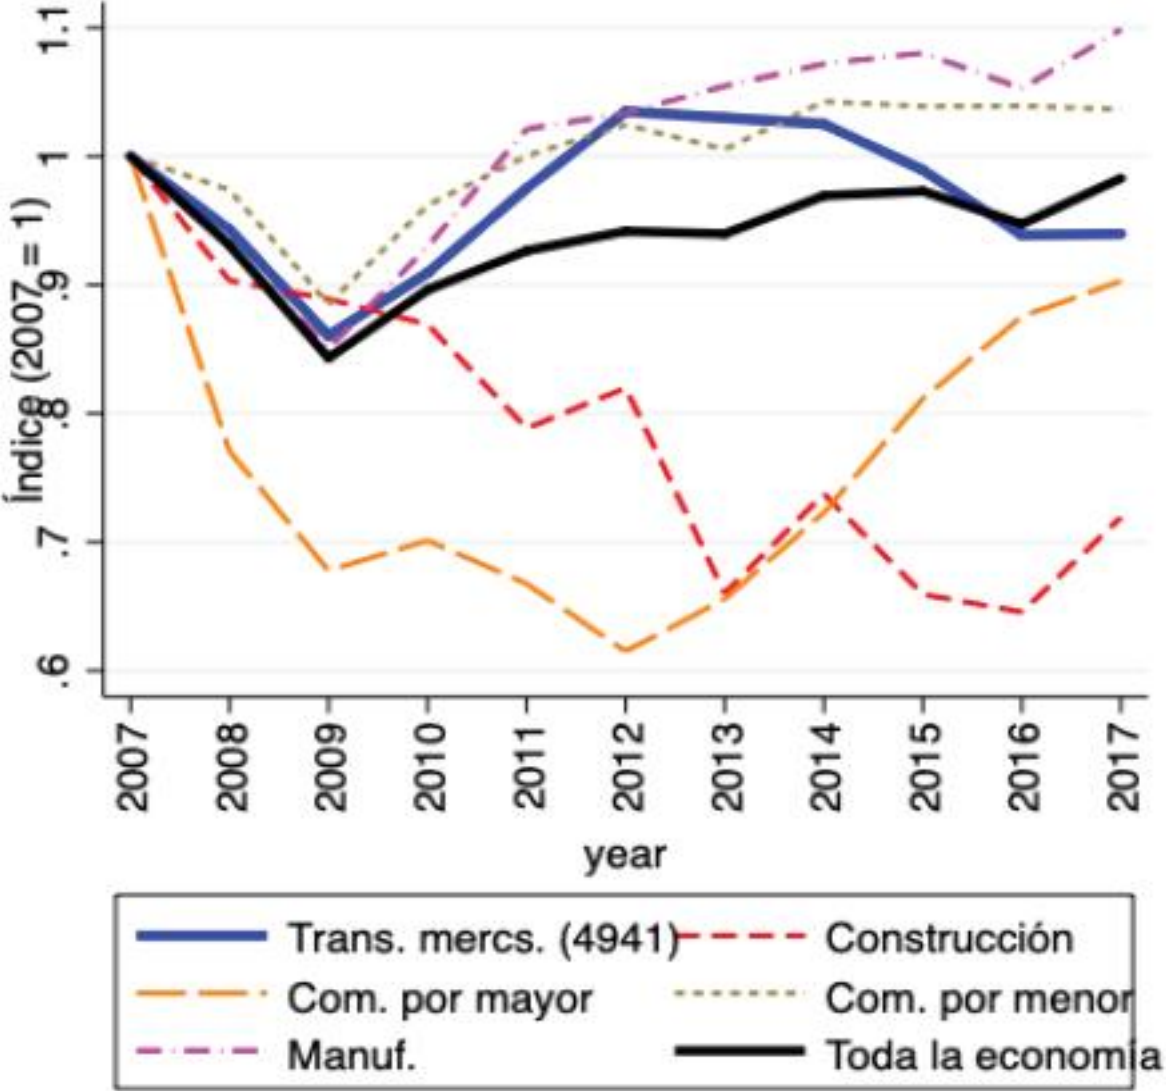 1.1
1
.9
.8
.7
.6
Índice (2007 = 1)
2007 2008 2009 2010 2011 2012 2013 2014 2015 2016 2017
year
Trans. mercs. (4941) Construcción
Com. por mayor Com. por menor
Manuf. Toda la economía